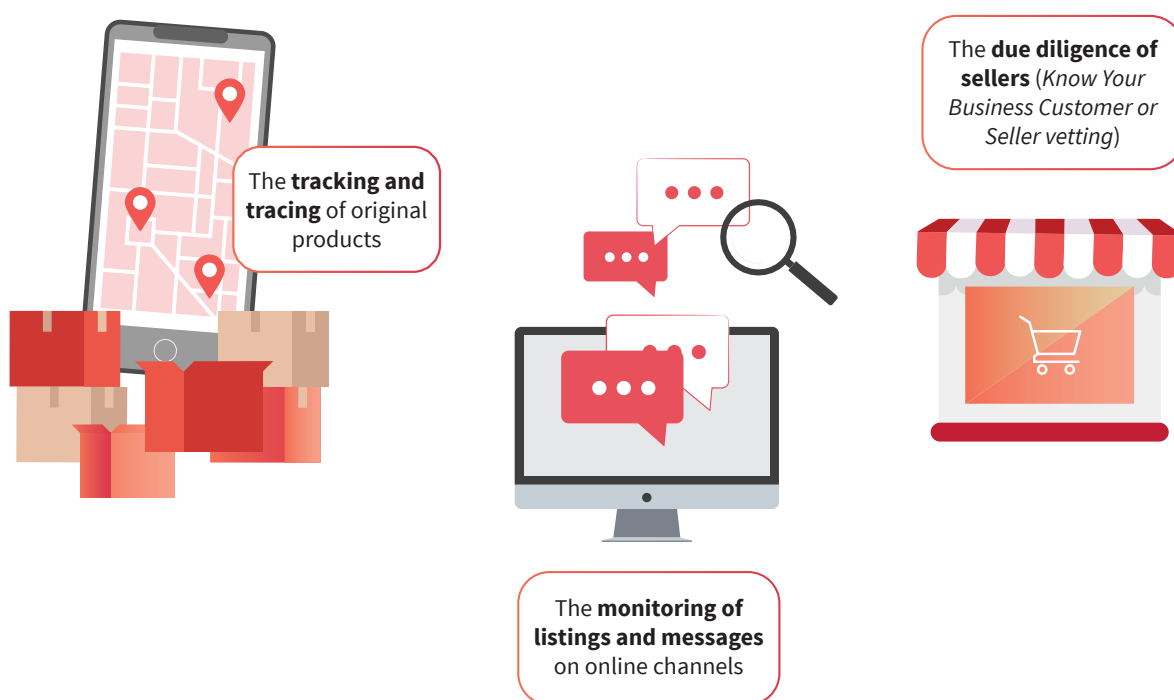 The tracking and
tracing of original
products
The monitoring of
listings and messages
on online channels
The due diligence of
sellers (Know Your
Business Customer or
Seller vetting)